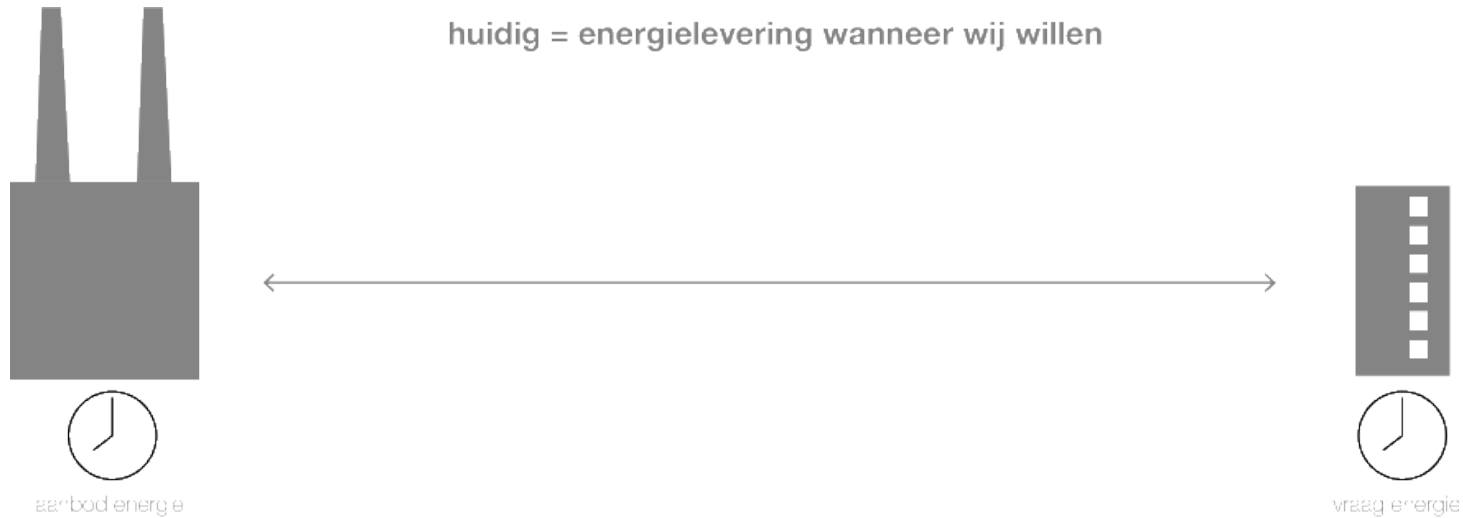 huidig = energielevering wanneer wij willen
aanbod energie
vraag energie